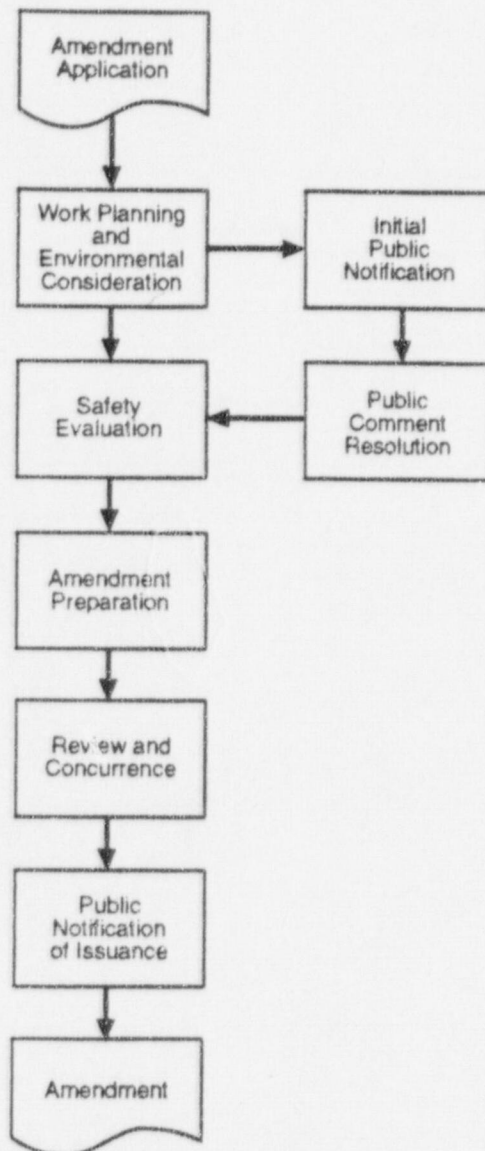 Amendment
Application
Work Planning
and
Environmental
Consideration
Initial
Public
Notification
Safety
Evaluation
Public
Comment
Resolution
Amendment
Preparation
Review and
Concurrence
Public
Notification
of Issuance
Amendment